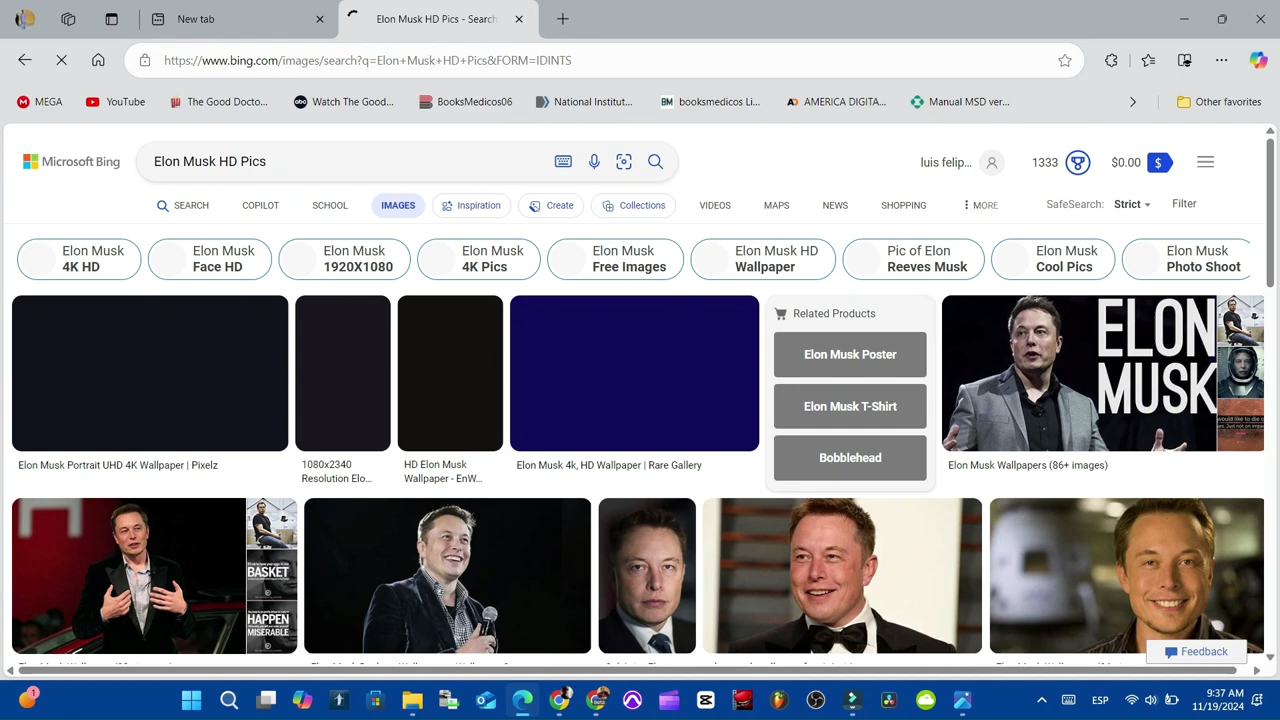 New tab
Elon Musk HD Pics - Search
https://www.bing.com/images/search?q=Elon+Musk+HD+Pics&FORM=IDINTS
MEGA
YouTube
The Good Docto...
Watch The Good...
BooksMedicos06
National Institut...
booksmedicos Li...
AMERICA DIGITA...
Manual MSD ver...
Other favorites
Microsoft Bing
Elon Musk HD Pics
luis felip...
1333
$0.00
$
SEARCH
COPILOT
SCHOOL
IMAGES
Inspiration
Create
Collections
VIDEOS
MAPS
NEWS
SHOPPING
MORE
SafeSearch: Strict
Filter
Elon Musk
4K HD
Elon Musk
Face HD
Elon Musk
1920X1080
Elon Musk
4K Pics
Elon Musk
Free Images
Elon Musk HD
Wallpaper
Pic of Elon
Reeves Musk
Elon Musk
Cool Pics
Elon Musk
Photo Shoot
Related Products
Elon Musk Poster
Elon Musk T-Shirt
Bobblehead
ELON
MUSK
Elon Musk Portrait UHD 4K Wallpaper | Pixelz
1080x2340
Resolution Elo...
HD Elon Musk
Wallpaper - EnW...
Elon Musk 4k, HD Wallpaper | Rare Gallery
Elon Musk Wallpapers (86+ images)
BASKET
HAPPEN
MISERABLE
Feedback
1
BM
ESP
9:37 AM
11/19/2024